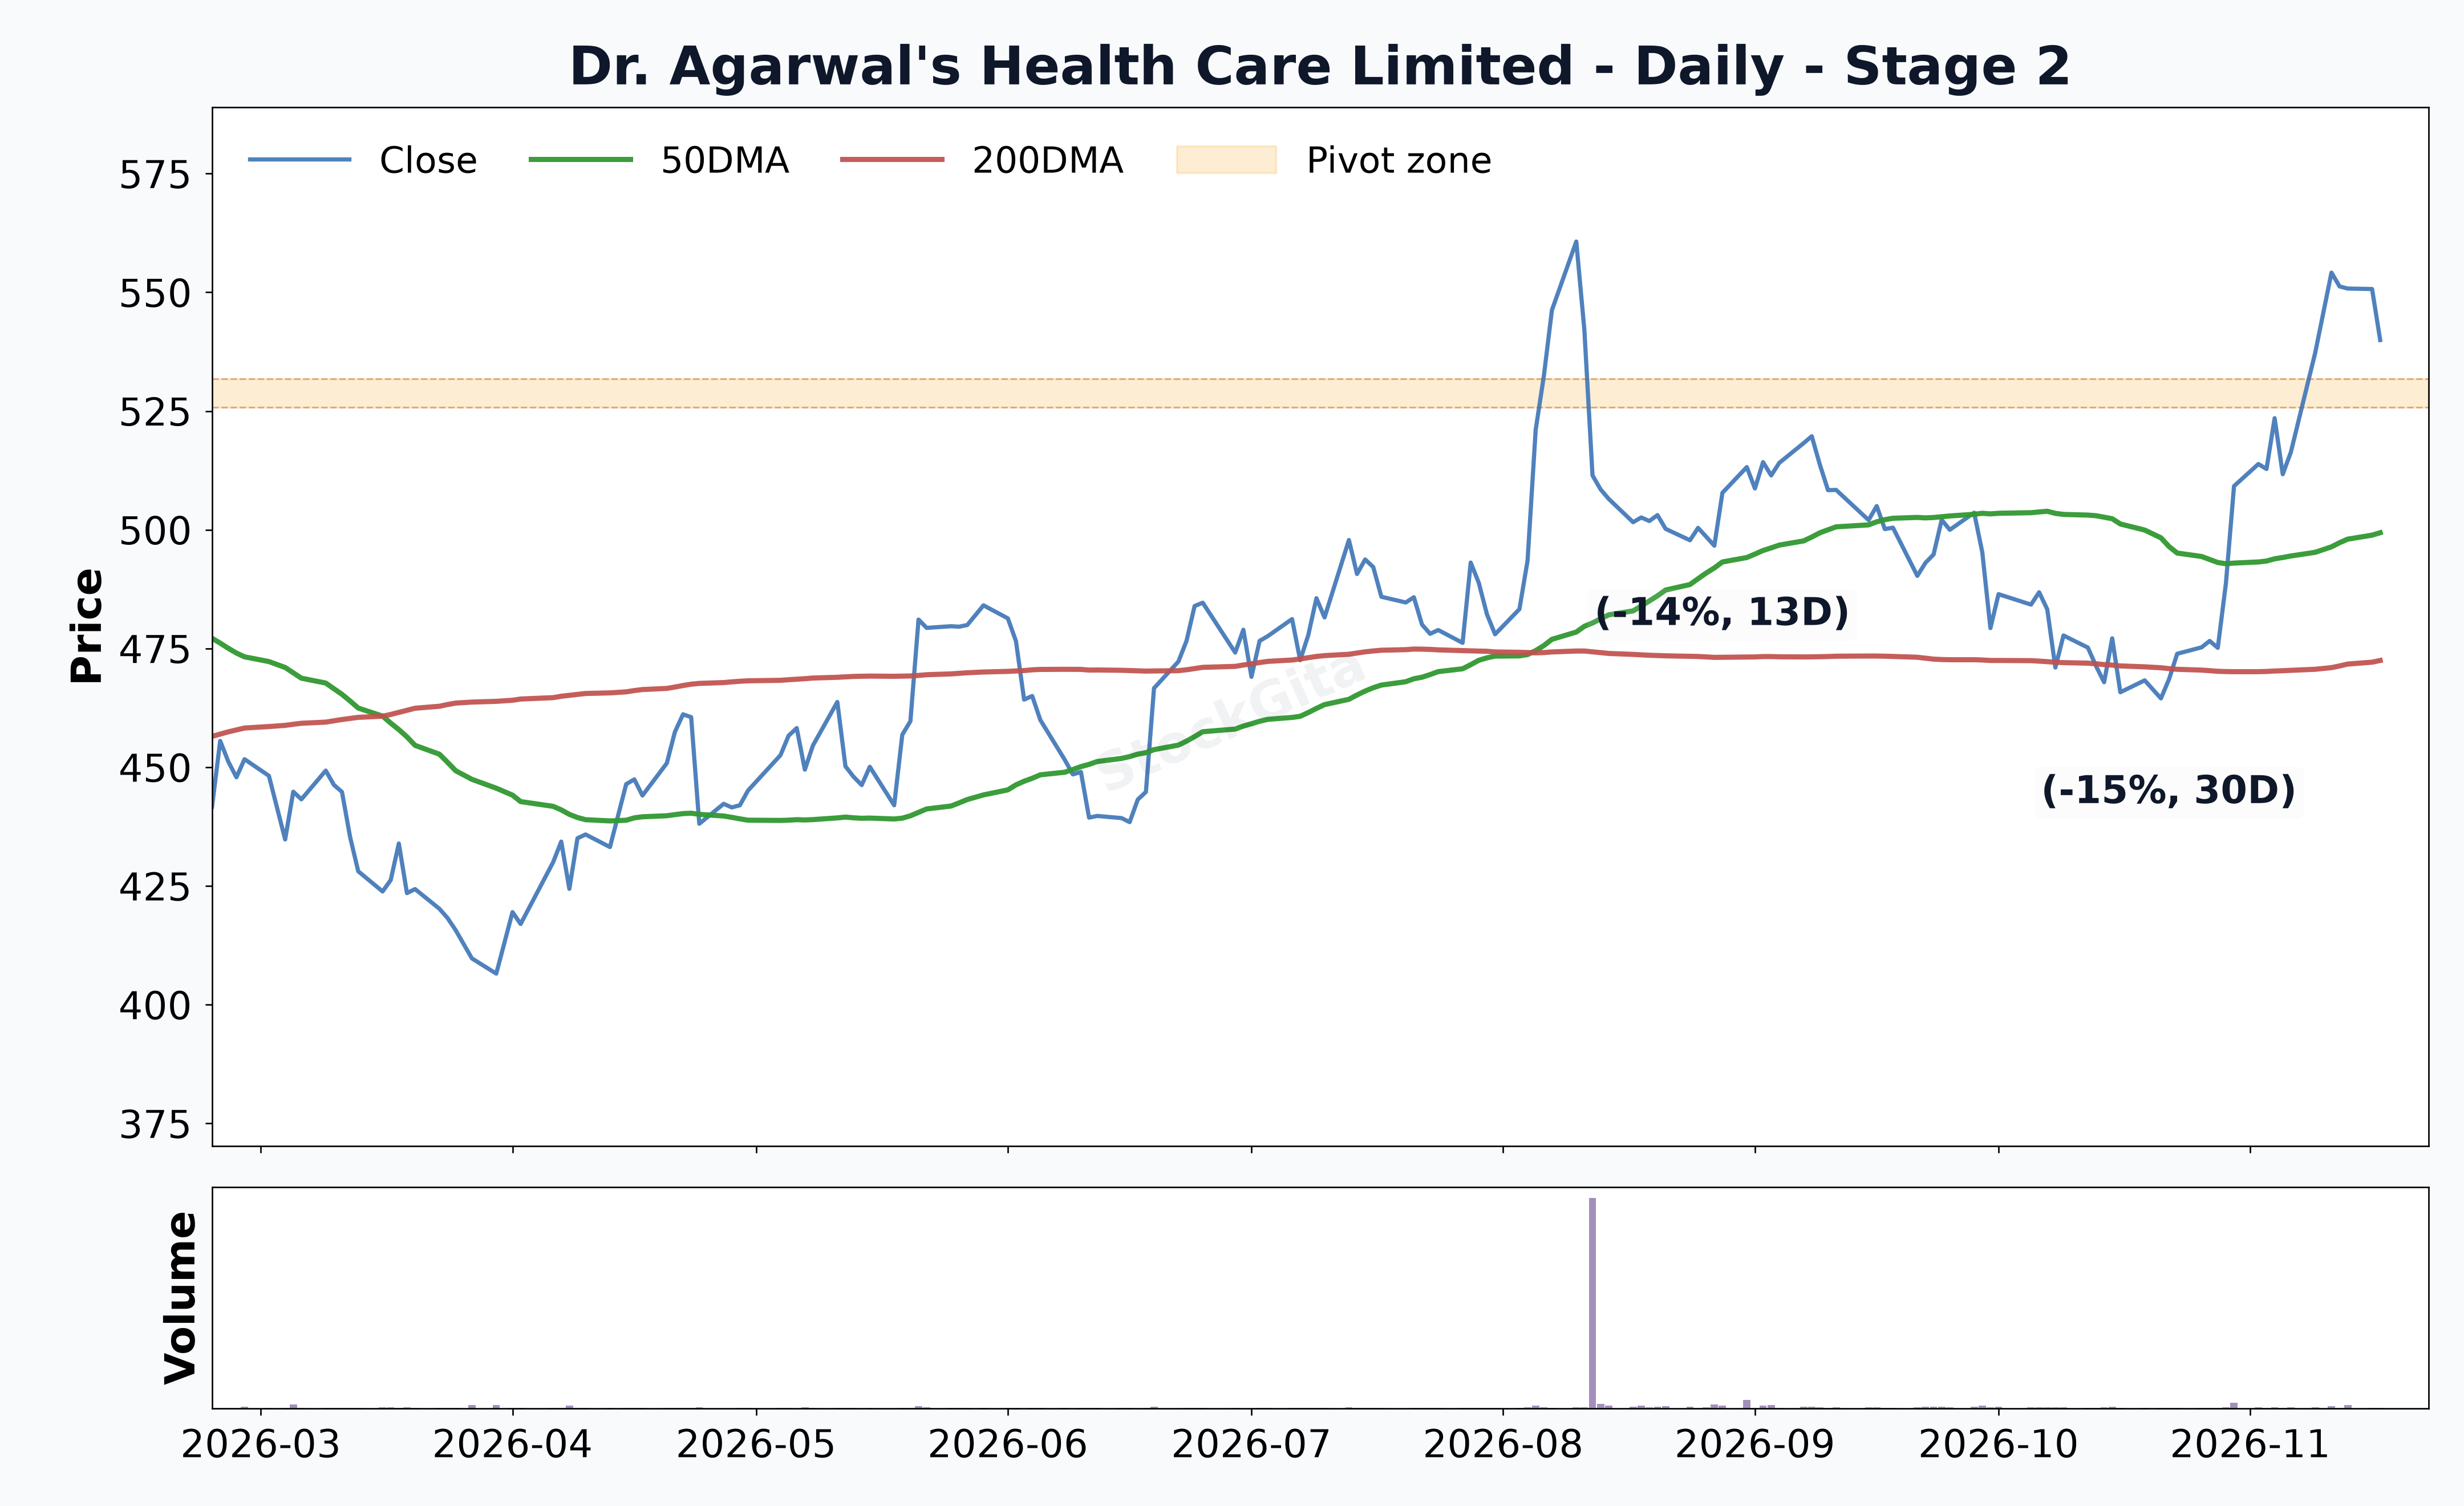 Dr. Agarwal's Health Care Limited - Daily - Stage 2
Close 50DMA 200DMA Pivot zone
Price
575
550
525
500
475
450
425
400
375
(-14%, 13D)
(-15%, 30D)
StockGita
Volume
2026-03 2026-04 2026-05 2026-06 2026-07 2026-08 2026-09 2026-10 2026-11